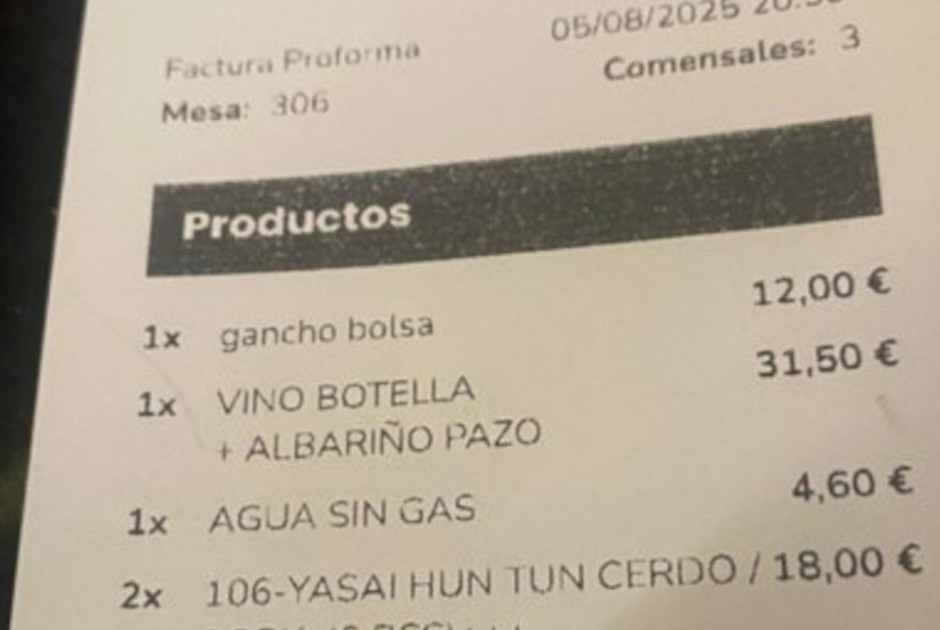 05/08/2025
Factura Proforma
Comensales: 3
Mesa: 306
Productos
1x gancho bolsa 12,00 €
1x VINO BOTELLA 31,50 €
+ ALBARIÑO PAZO
1x AGUA SIN GAS 4,60 €
2x 106-YASAI HUN TUN CERDO / 18,00 €